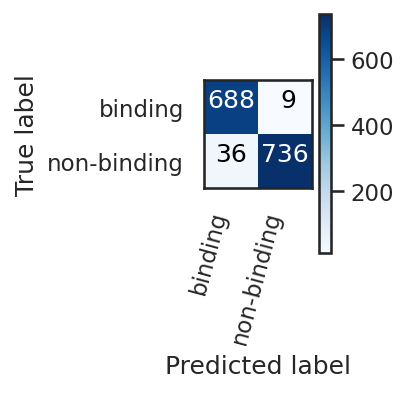 True label
binding
non-binding
688 9
36 736
600
400
200
binding
non-binding
Predicted label